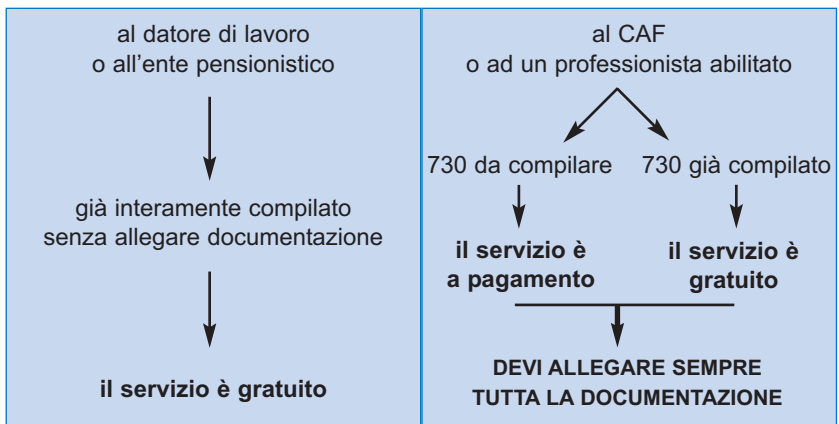 al datore di lavoro
o all'ente pensionistico
già interamente compilato
senza allegare documentazione
il servizio è gratuito
al CAF
o ad un professionista abilitato
730 da compilare
730 già compilato
il servizio è
a pagamento
il servizio è
gratuito
DEVI ALLEGARE SEMPRE
TUTTA LA DOCUMENTAZIONE